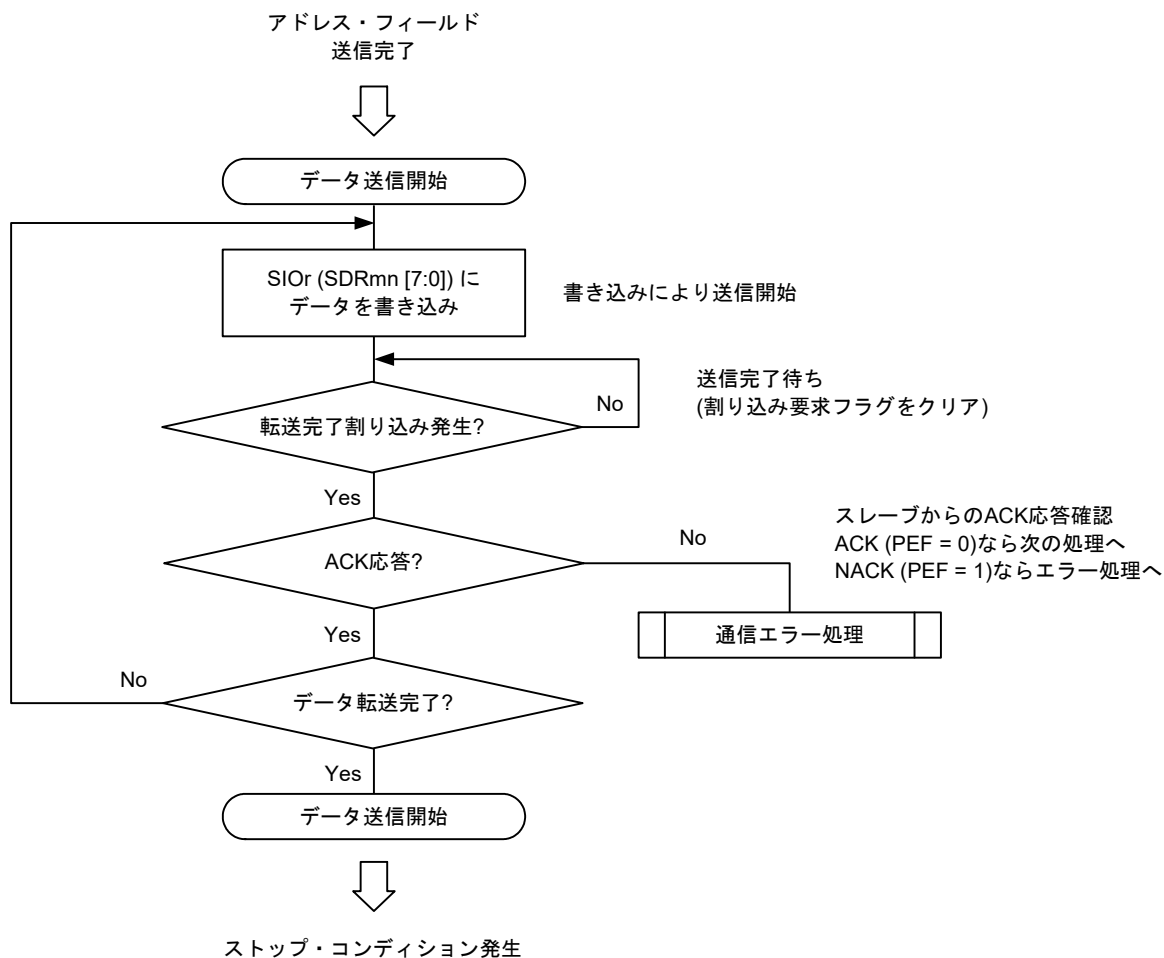 アドレス・フィールド
送信完了
データ送信開始
SIOr (SDRmn [7:0]) に
データを書き込み
書き込みにより送信開始
転送完了割り込み発生?
No
送信完了待ち
(割り込み要求フラグをクリア)
Yes
ACK応答?
No
スレーブからのACK応答確認
ACK (PEF = 0)なら次の処理へ
NACK (PEF = 1)ならエラー処理へ
通信エラー処理
Yes
データ転送完了?
No
Yes
データ送信開始
ストップ・コンディション発生